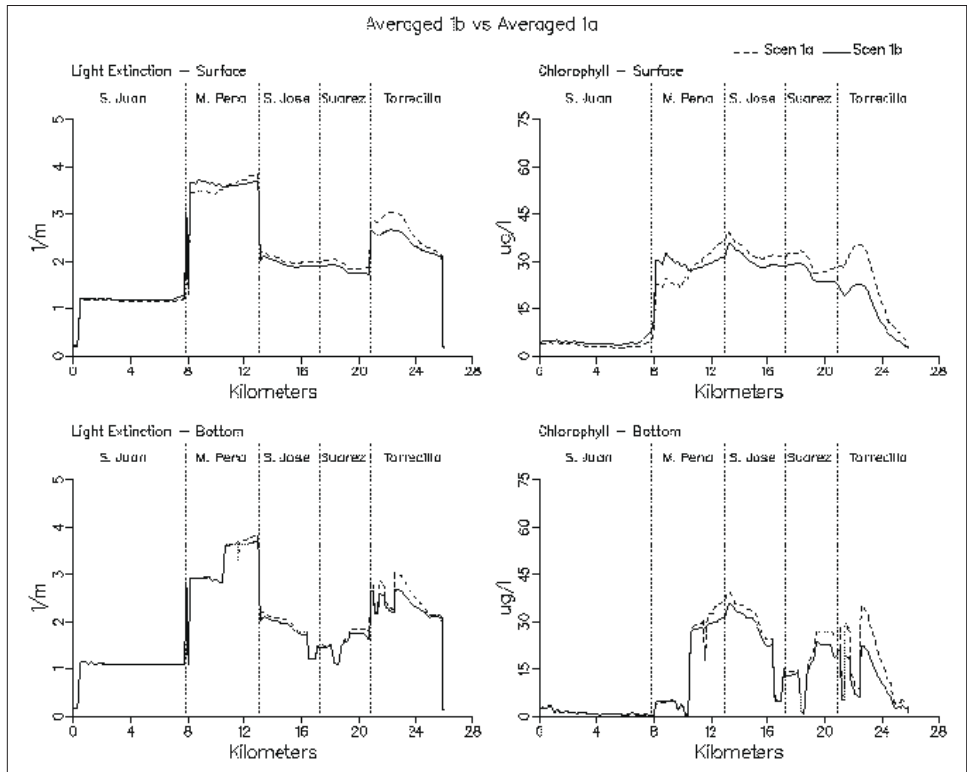 Averaged 1b vs Averaged 1a
Scen 1a Scen 1b
Light Extinction – Surface
S. Juan M. Pena S. Jose Suarez Torrecilla
5
4
3
2
1
0
1/m
0 4 8 12 16 20 24 28
Kilometers
Chlorophyll – Surface
S. Juan M. Pena S. Jose Suarez Torrecilla
75
60
45
30
15
0
ug/l
0 4 8 12 16 20 24 28
Kilometers
Light Extinction – Bottom
S. Juan M. Pena S. Jose Suarez Torrecilla
5
4
3
2
1
0
1/m
0 4 8 12 16 20 24 28
Kilometers
Chlorophyll – Bottom
S. Juan M. Pena S. Jose Suarez Torrecilla
75
60
45
30
15
0
ug/l
0 4 8 12 16 20 24 28
Kilometers